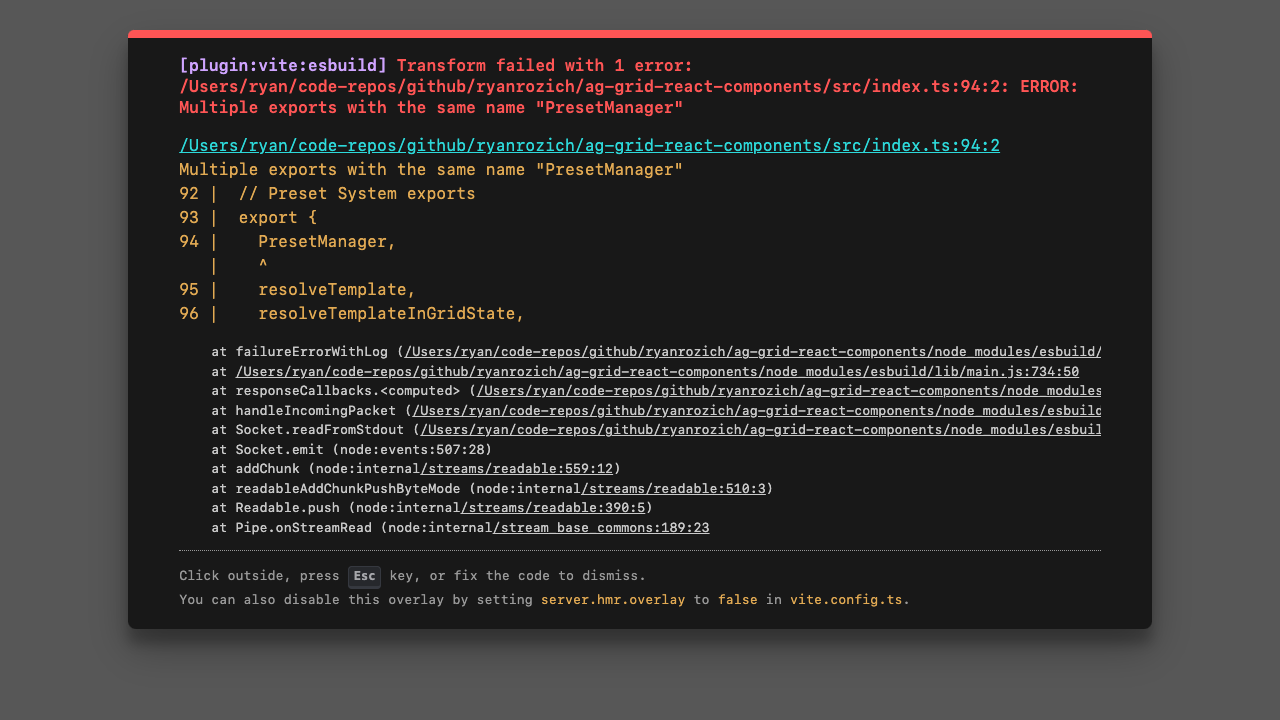 [plugin:vite:esbuild] Transform failed with 1 error:
/Users/ryan/code-repos/github/ryanrozich/ag-grid-react-components/src/index.ts:94:2: ERROR:
Multiple exports with the same name "PresetManager"
/Users/ryan/code-repos/github/ryanrozich/ag-grid-react-components/src/index.ts:94:2
Multiple exports with the same name "PresetManager"
92 |  // Preset System exports
93 |  export {
94 |    PresetManager,
   |    ^
95 |    resolveTemplate,
96 |    resolveTemplateInGridState,
at failureErrorWithLog (/Users/ryan/code-repos/github/ryanrozich/ag-grid-react-components/node_modules/esbuild/
at /Users/ryan/code-repos/github/ryanrozich/ag-grid-react-components/node_modules/esbuild/lib/main.js:734:50
at responseCallbacks.<computed> (/Users/ryan/code-repos/github/ryanrozich/ag-grid-react-components/node_modules
at handleIncomingPacket (/Users/ryan/code-repos/github/ryanrozich/ag-grid-react-components/node_modules/esbuild
at Socket.readFromStdout (/Users/ryan/code-repos/github/ryanrozich/ag-grid-react-components/node_modules/esbuil
at Socket.emit (node:events:507:28)
at addChunk (node:internal/streams/readable:559:12)
at readableAddChunkPushByteMode (node:internal/streams/readable:510:3)
at Readable.push (node:internal/streams/readable:390:5)
at Pipe.onStreamRead (node:internal/stream_base_commons:189:23
Click outside, press Esc key, or fix the code to dismiss.
You can also disable this overlay by setting server.hmr.overlay to false in vite.config.ts.